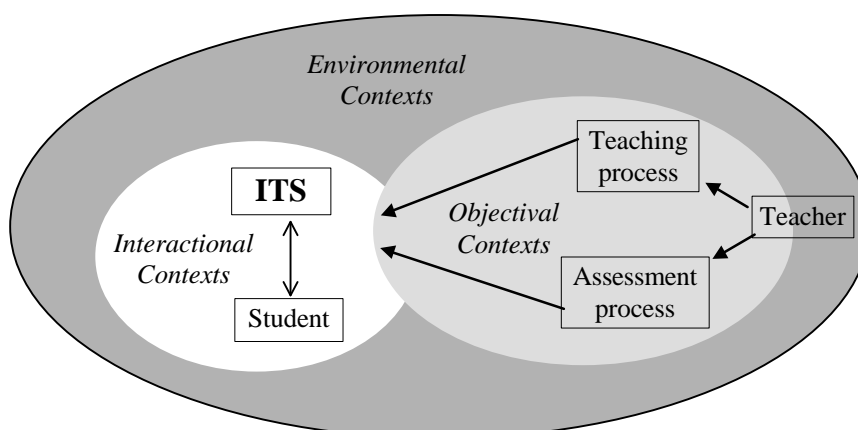 Environmental
Contexts
Teaching
process
ITS
Teacher
Objectival
Contexts
Interactional
Contexts
Assessment
process
Student